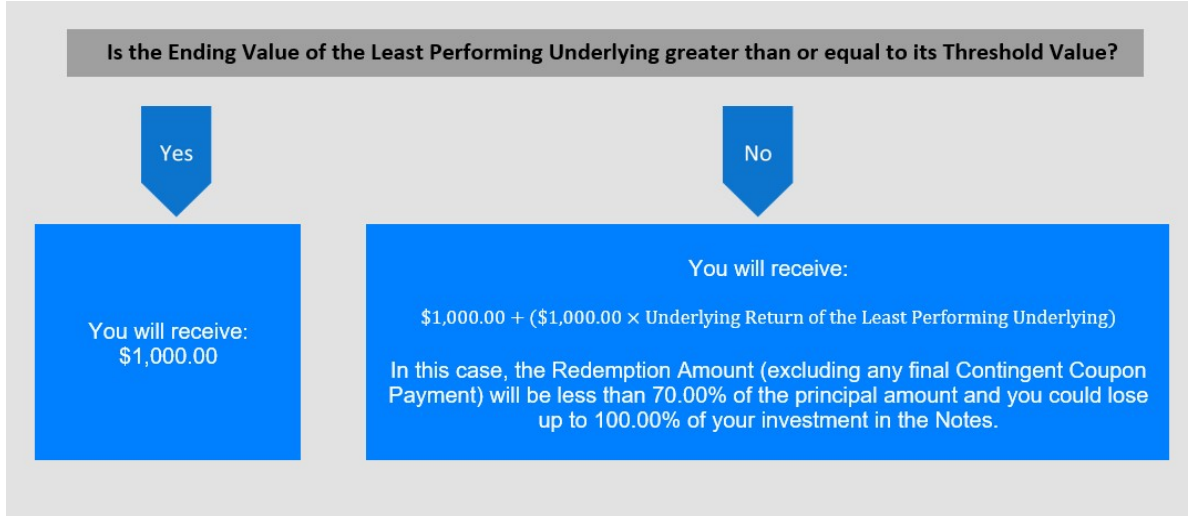 Is the Ending Value of the Least Performing Underlying greater than or equal to its Threshold Value?
Yes
No
You will receive:
$1,000.00
You will receive:
$1,000.00 + ($1,000.00 × Underlying Return of the Least Performing Underlying)
In this case, the Redemption Amount (excluding any final Contingent Coupon
Payment) will be less than 70.00% of the principal amount and you could lose
up to 100.00% of your investment in the Notes.